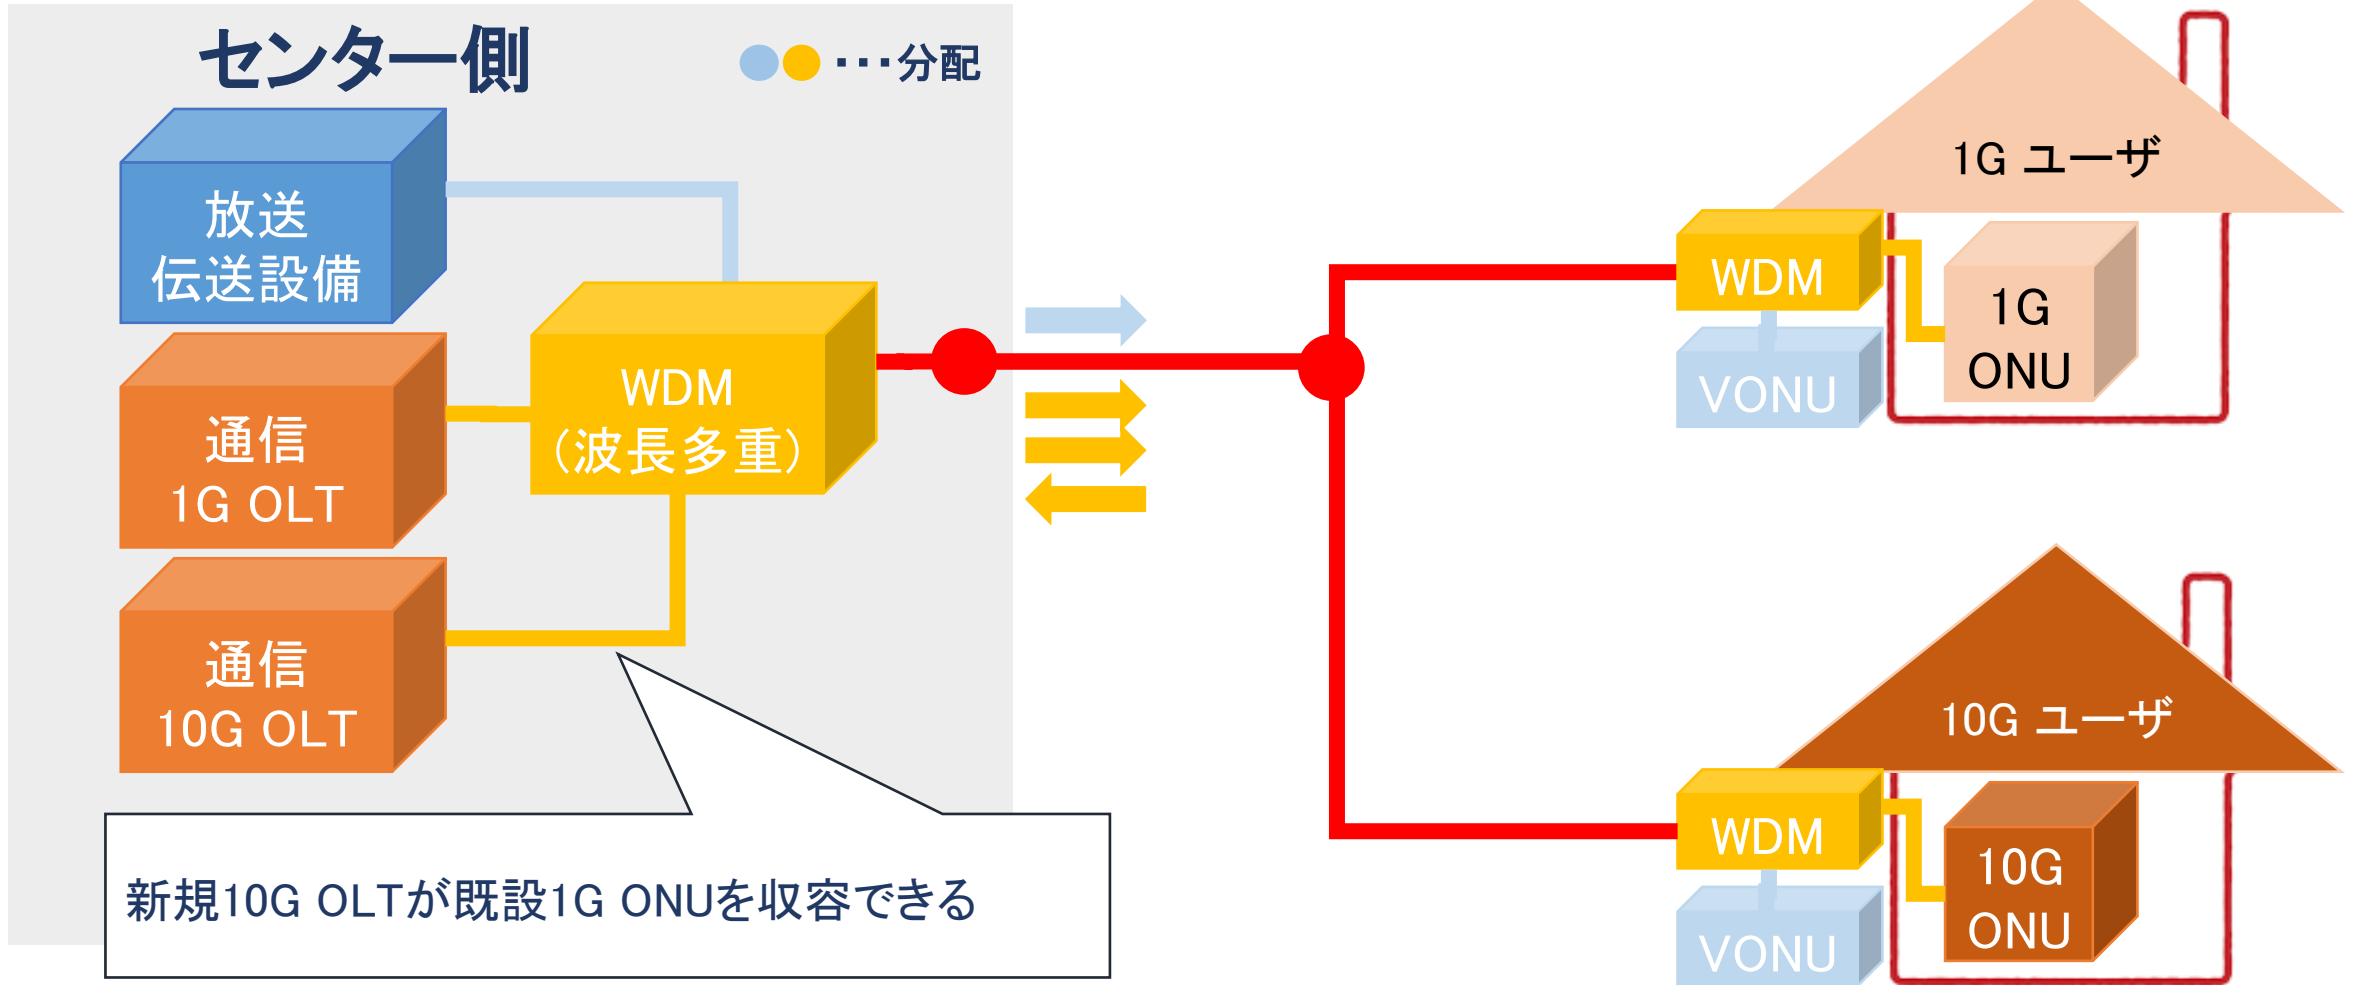 センター側
･･･分配
放送
伝送設備
通信
1G OLT
通信
10G OLT
WDM
(波長多重)
新規10G OLTが既設1G ONUを収容できる
1G ユーザ
WDM
VONU
1G
ONU
10G ユーザ
WDM
VONU
10G
ONU